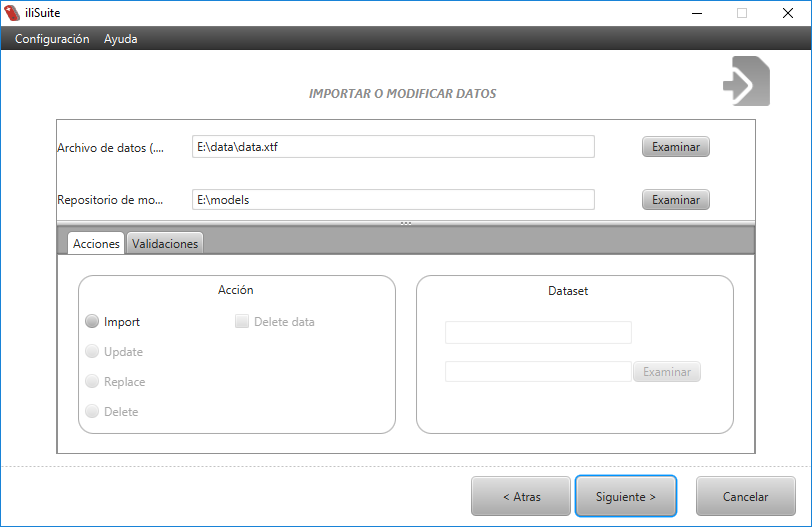 iliSuite
Configuración Ayuda
IMPORTAR O MODIFICAR DATOS
Archivo de datos (.... E:\data\data.xtf Examinar
Repositorio de mo... E:\models Examinar
Acciones Validaciones
Acción
Import Delete data
Update
Replace
Delete
Dataset
Examinar
< Atras Siguiente > Cancelar